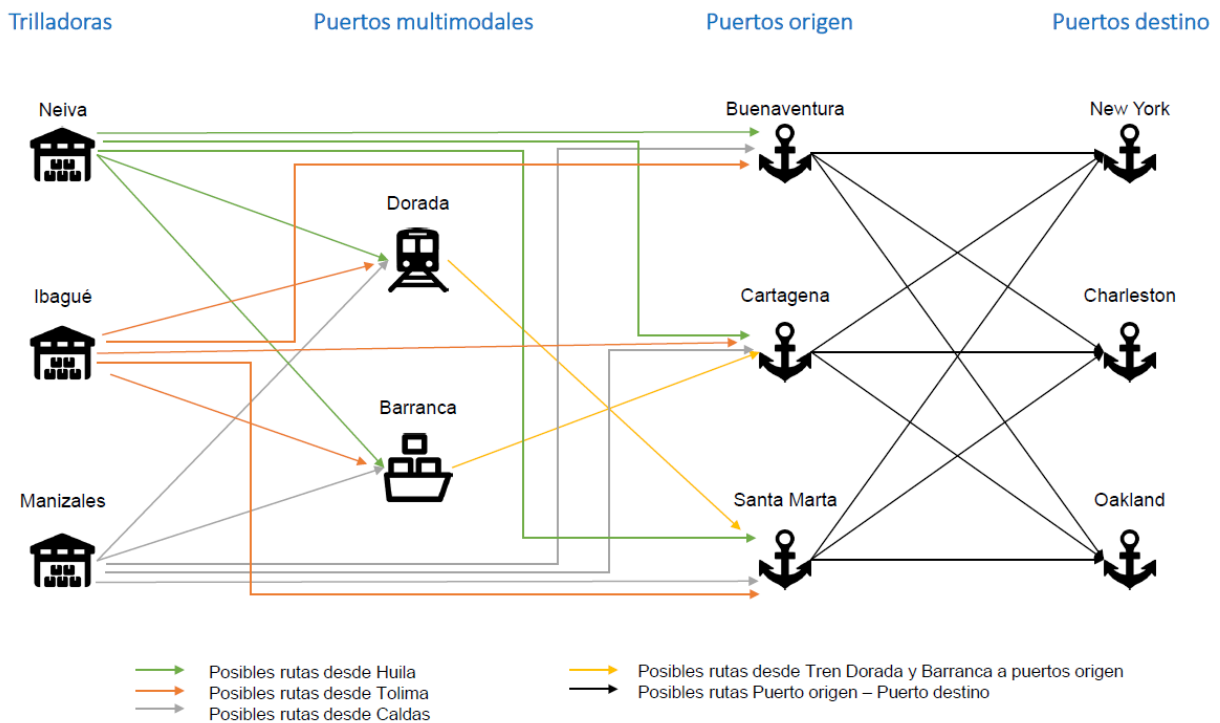 Trilladoras
Puertos multimodales
Puertos origen
Puertos destino
Neiva
Buenaventura
New York
Dorada
Ibagué
Cartagena
Charleston
Barranca
Manizales
Santa Marta
Oakland
Posibles rutas desde Huila
Posibles rutas desde Tolima
Posibles rutas desde Caldas
Posibles rutas desde Tren Dorada y Barranca a puertos origen
Posibles rutas Puerto origen – Puerto destino